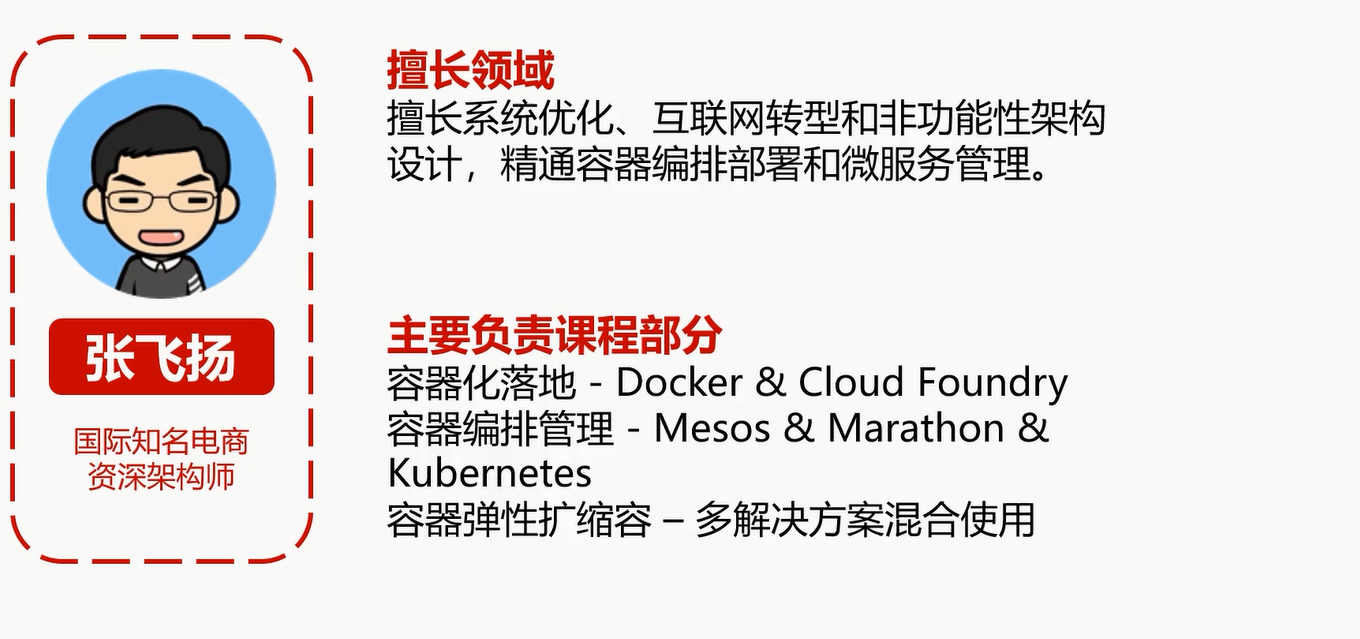 张飞扬
国际知名电商
资深架构师
擅长领域
擅长系统优化、互联网转型和非功能性架构
设计，精通容器编排部署和微服务管理。
主要负责课程部分
容器化落地 - Docker & Cloud Foundry
容器编排管理 - Mesos & Marathon &
Kubernetes
容器弹性扩缩容 – 多解决方案混合使用